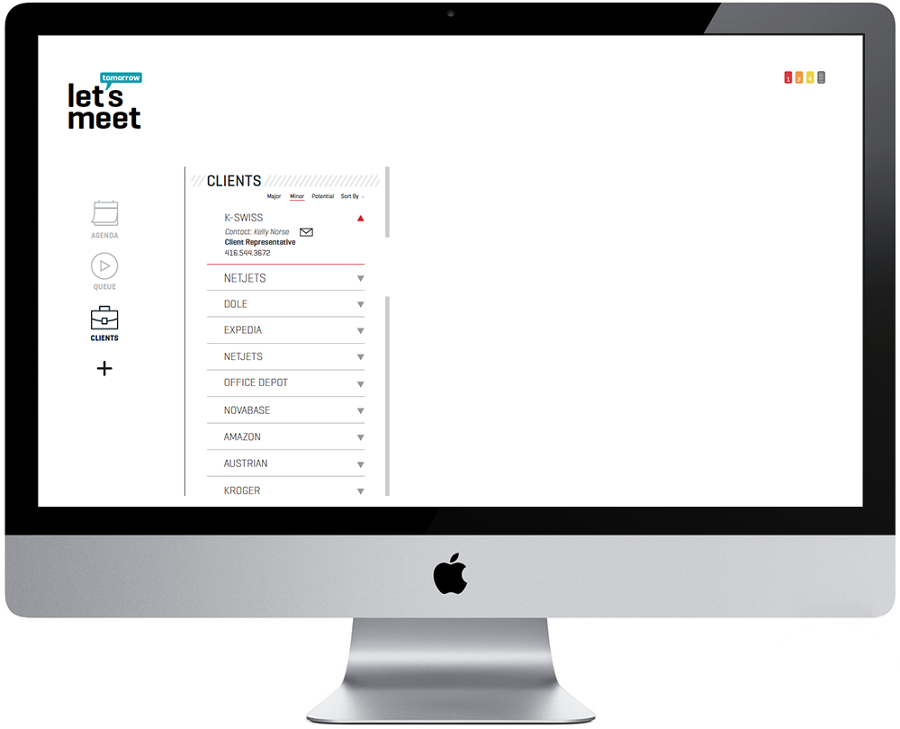 tomorrow
let's
meet
AGENDA
QUEUE
CLIENTS
CLIENTS
Major Minor Potential Sort By
K-SWISS
Contact: Kelly Norse
Client Representative
416.544.3672
NETJETS
DOLE
EXPEDIA
NETJETS
OFFICE DEPOT
NOVABASE
AMAZON
AUSTRIAN
KROGER